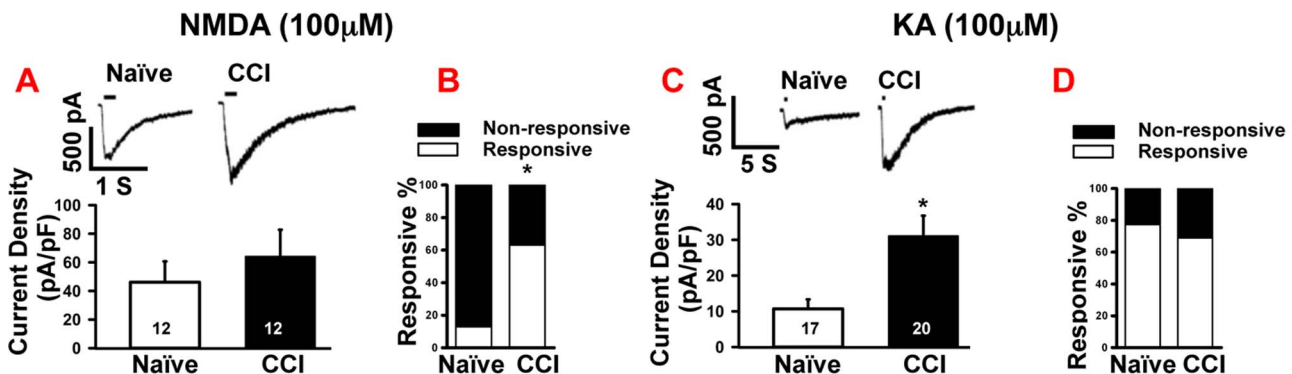 NMDA (100μM)
KA (100μM)
A
Naïve
CCI
500 pA
1 S
Current Density
(pA/pF)
100
80
60
40
20
0
12
12
Naïve
CCI
B
Non-responsive
Responsive
*
Responsive %
100
80
60
40
20
0
Naïve CCI
C
Naïve
CCI
500 pA
5 S
Current Density
(pA/pF)
40
30
20
10
0
*
17
20
Naïve
CCI
D
Non-responsive
Responsive
Responsive %
100
80
60
40
20
0
Naïve CCI